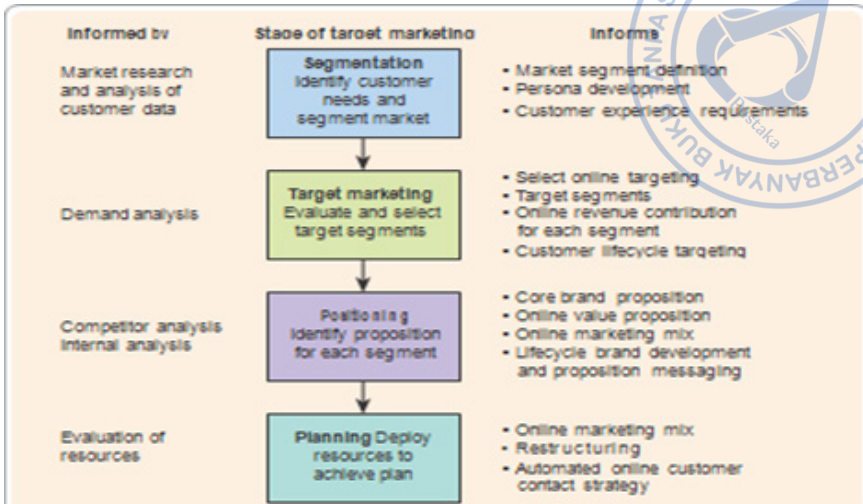 Informed by
Stage of target marketing
Informs
Market research
and analysis of
customer data
Segmentation
Identify customer
needs and
segment market
• Market segment definition
• Persona development
• Customer experience requirements
Demand analysis
Target marketing
Evaluate and select
target segments
• Select online targeting
• Target segments
• Online revenue contribution
for each segment
• Customer lifecycle targeting
Competitor analysis
Internal analysis
Positioning
Identify proposition
for each segment
• Core brand proposition
• Online value proposition
• Online marketing mix
• Lifecycle brand development
and proposition messaging
Evaluation of
resources
Planning Deploy
resources to
achieve plan
• Online marketing mix
• Restructuring
• Automated online customer
contact strategy
pustaka
PERBANYAK BUKU